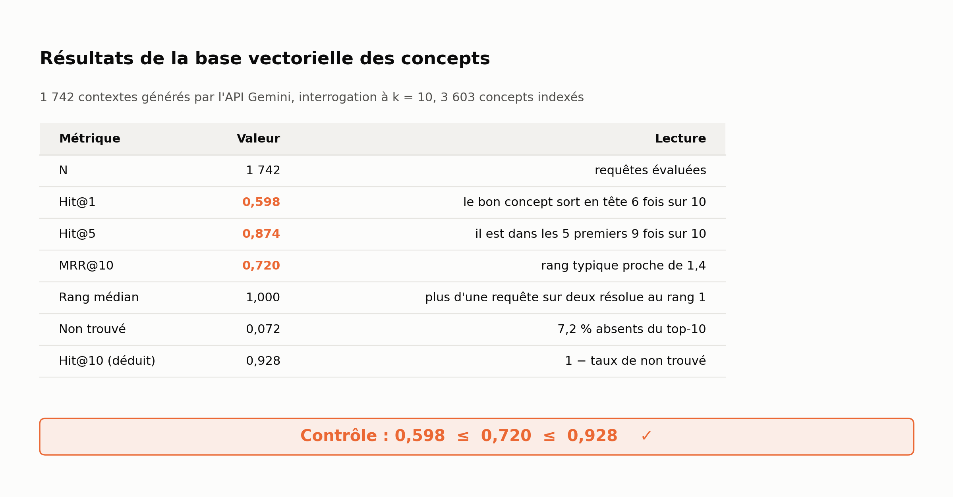 Résultats de la base vectorielle des concepts
1 742 contextes générés par l'API Gemini, interrogation à k = 10, 3 603 concepts indexés
Métrique Valeur Lecture
N 1 742 requêtes évaluées
Hit@1 0,598 le bon concept sort en tête 6 fois sur 10
Hit@5 0,874 il est dans les 5 premiers 9 fois sur 10
MRR@10 0,720 rang typique proche de 1,4
Rang médian 1,000 plus d'une requête sur deux résolue au rang 1
Non trouvé 0,072 7,2 % absents du top-10
Hit@10 (déduit) 0,928 1 − taux de non trouvé
Contrôle : 0,598 ≤ 0,720 ≤ 0,928 ✓